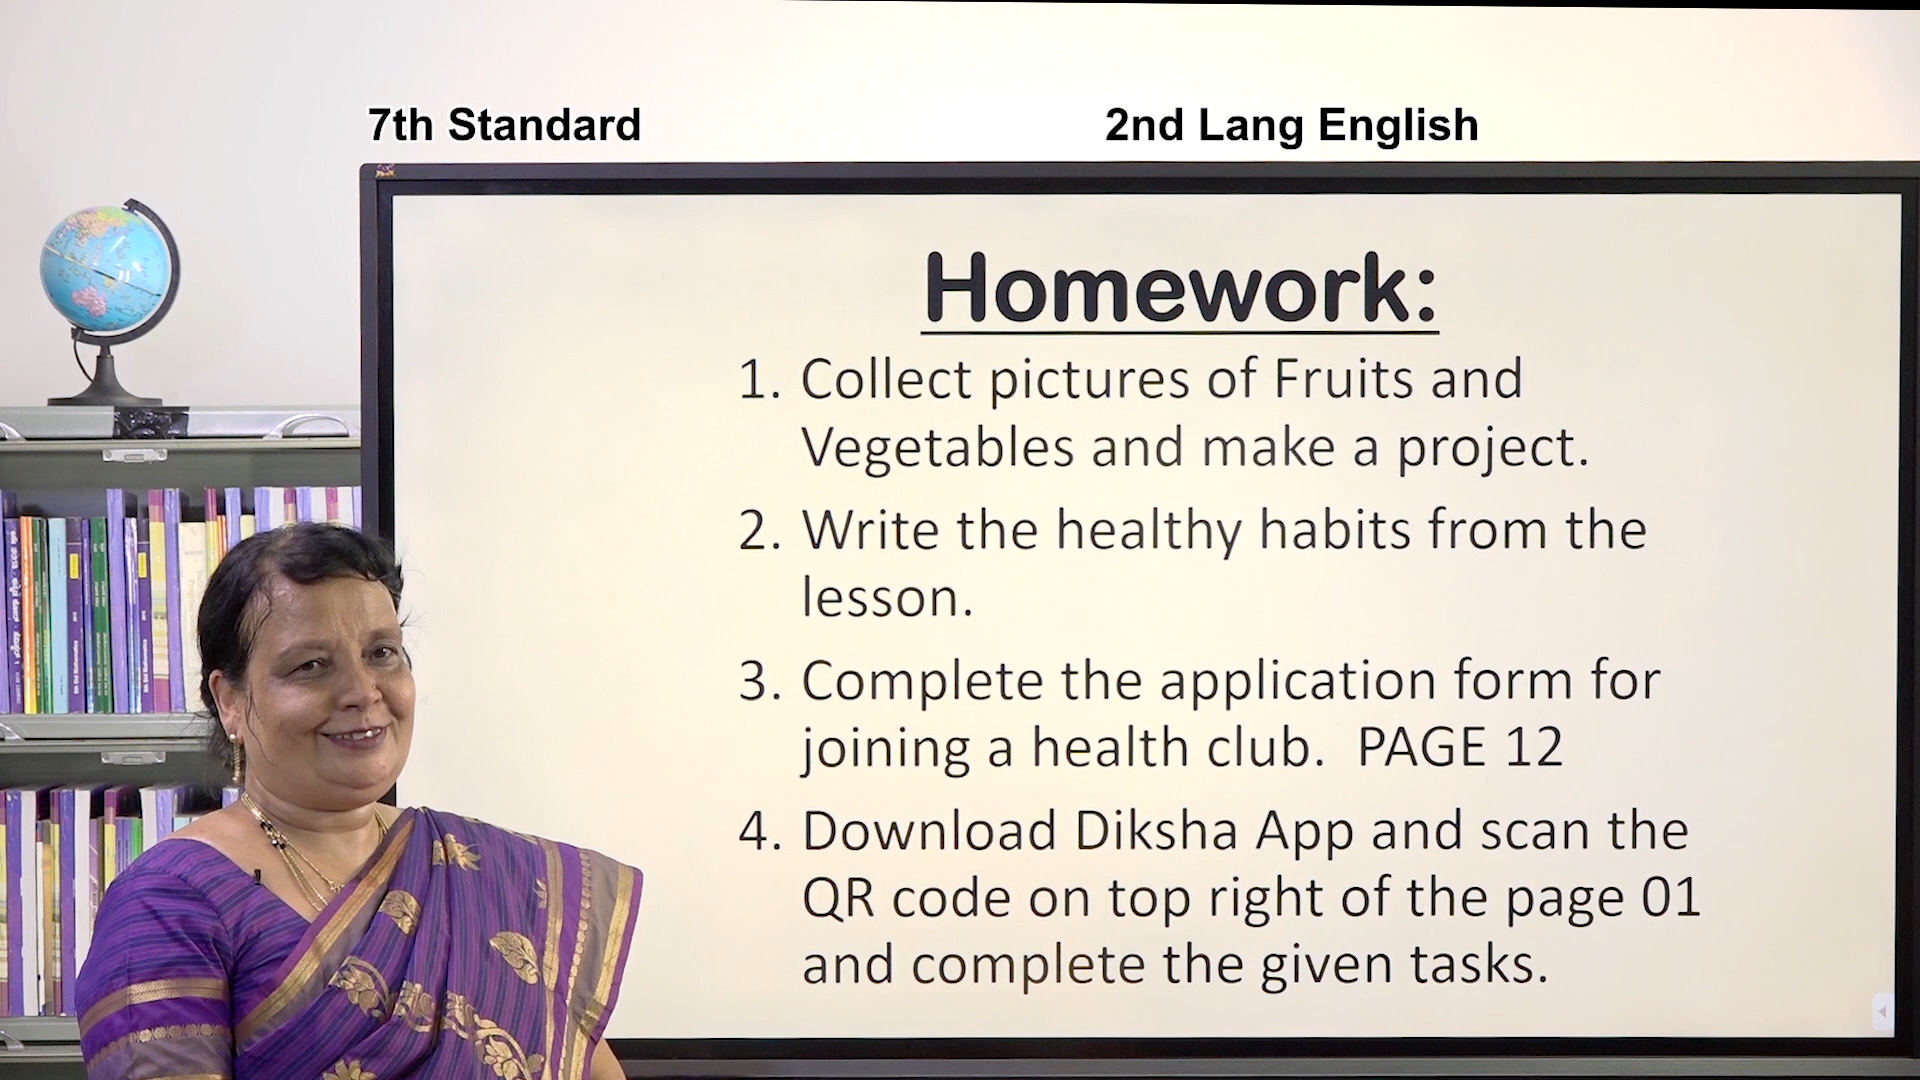 7th Standard
2nd Lang English
Homework:
1. Collect pictures of Fruits and
Vegetables and make a project.
2. Write the healthy habits from the
lesson.
3. Complete the application form for
joining a health club. PAGE 12
4. Download Diksha App and scan the
QR code on top right of the page 01
and complete the given tasks.